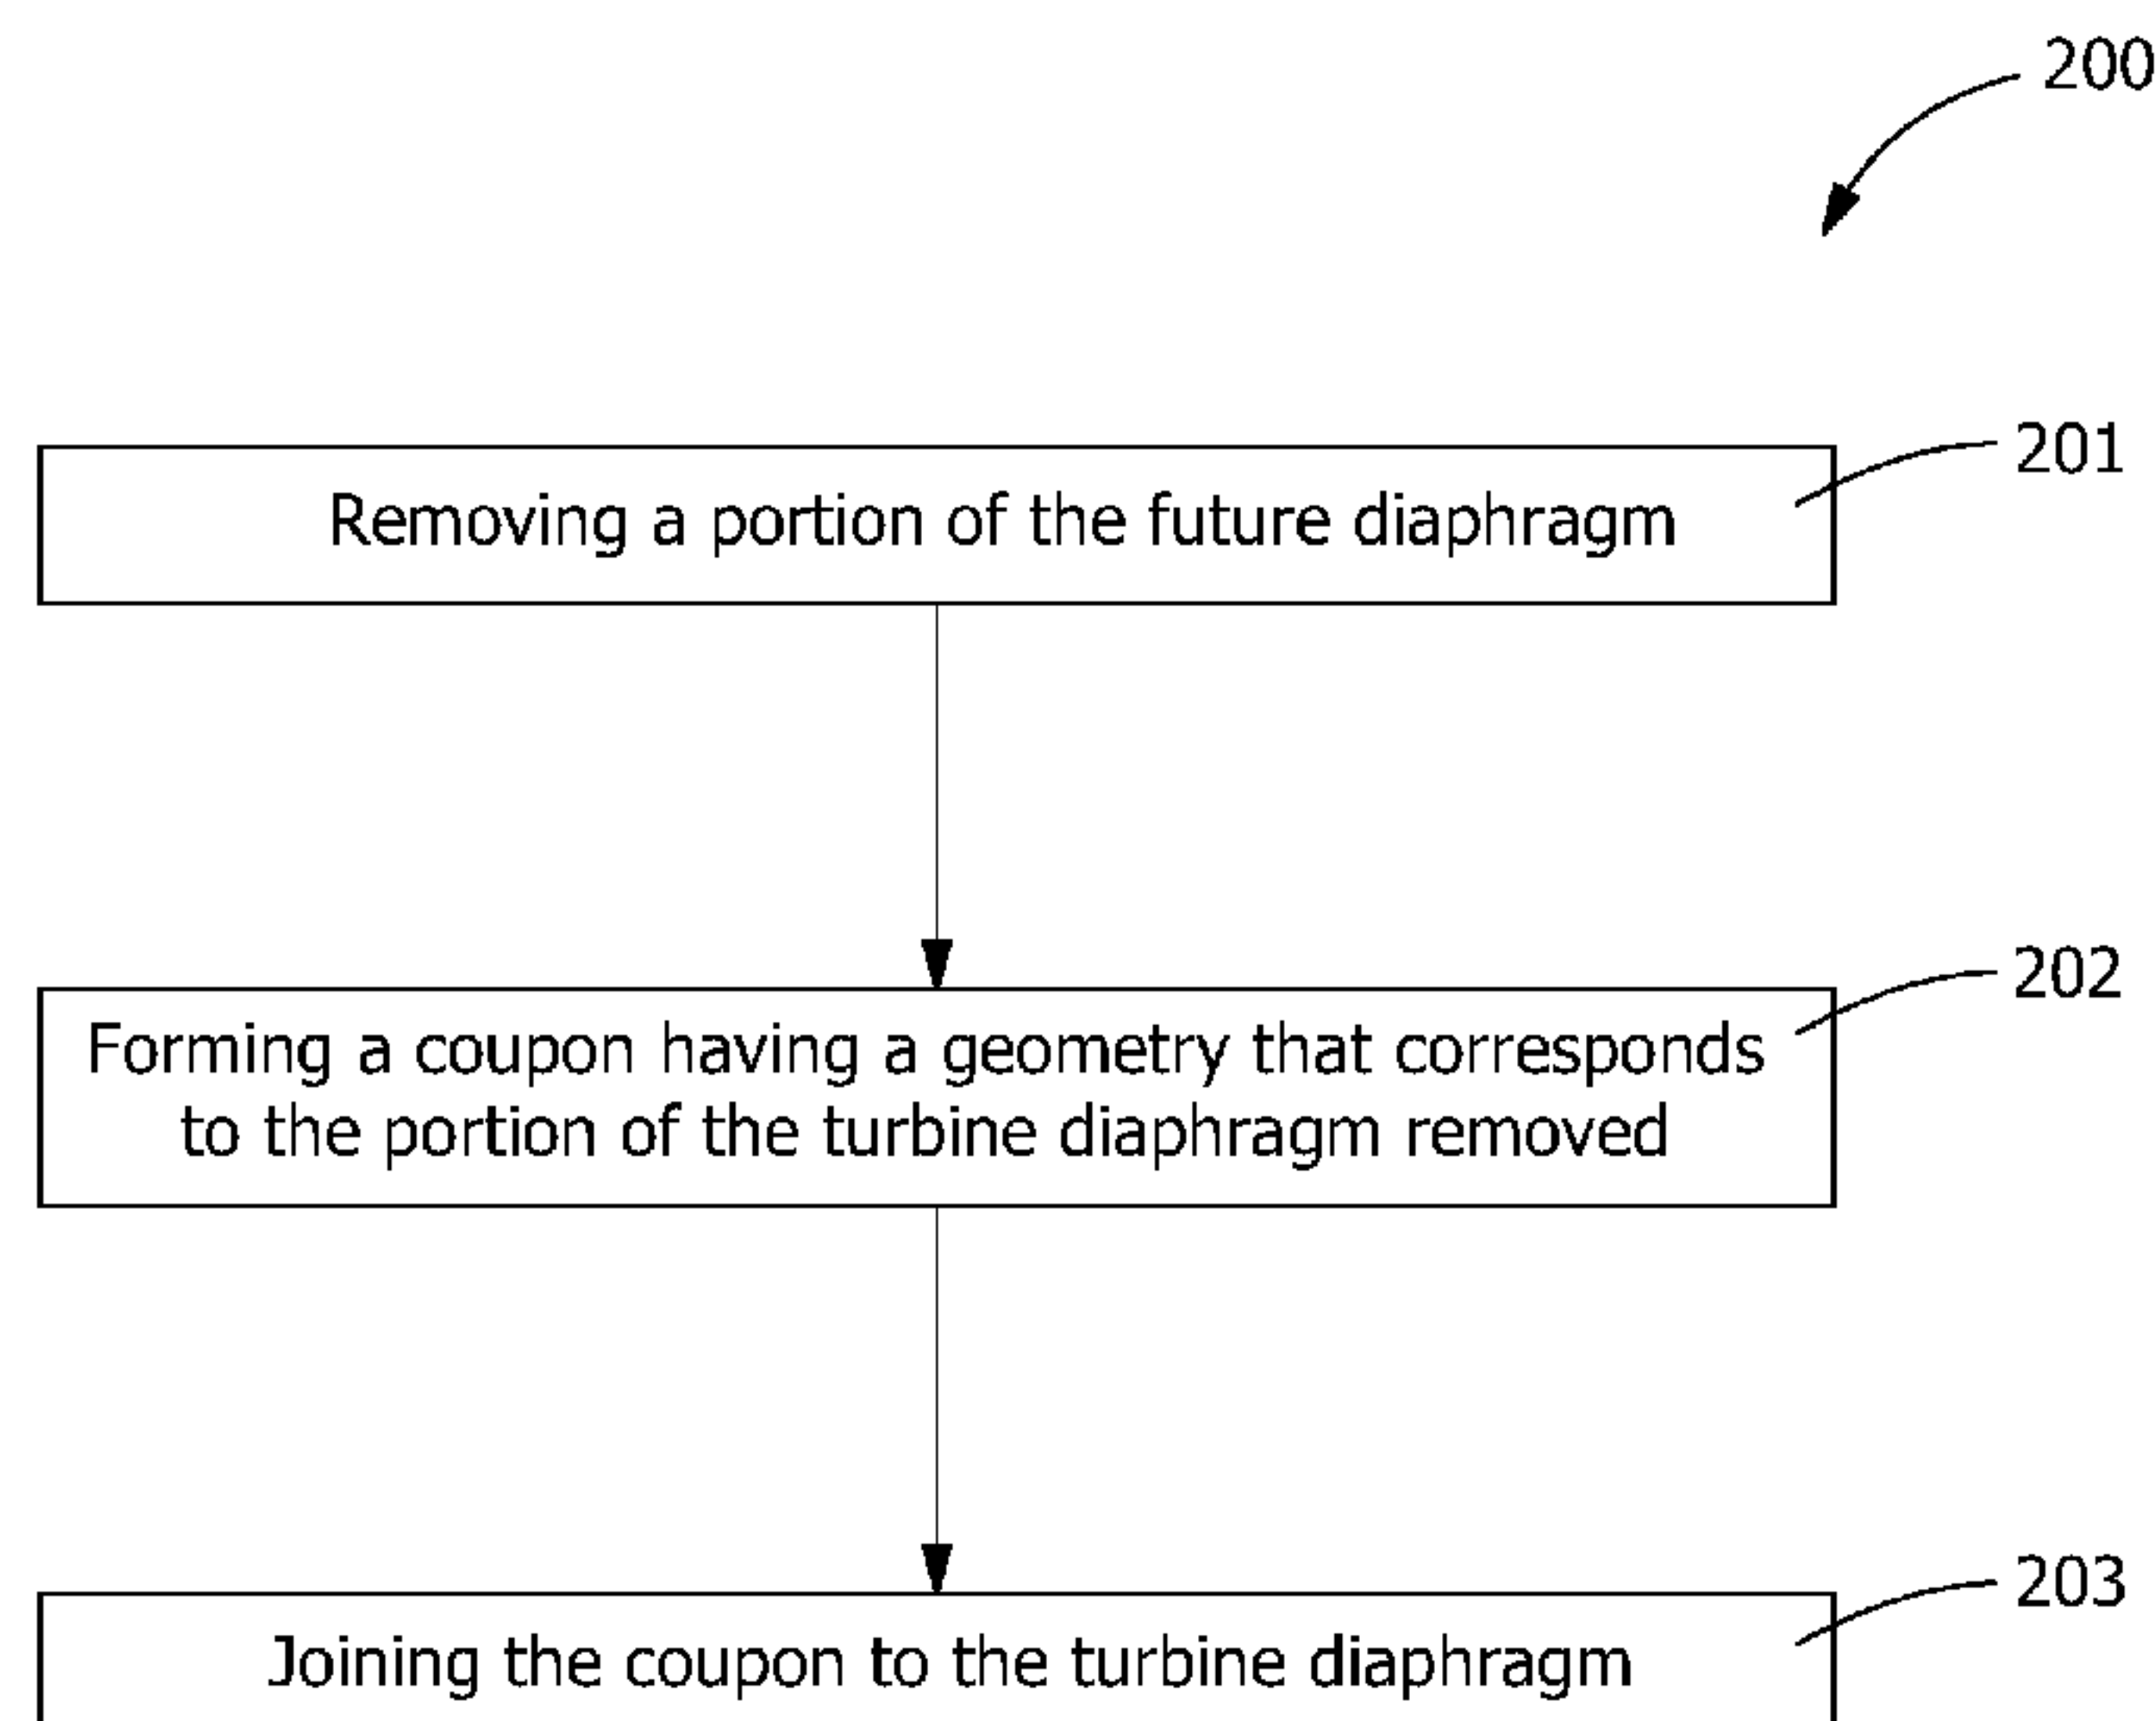 200
201
Removing a portion of the future diaphragm
202
Forming a coupon having a geometry that corresponds
to the portion of the turbine diaphragm removed
203
Joining the coupon to the turbine diaphragm